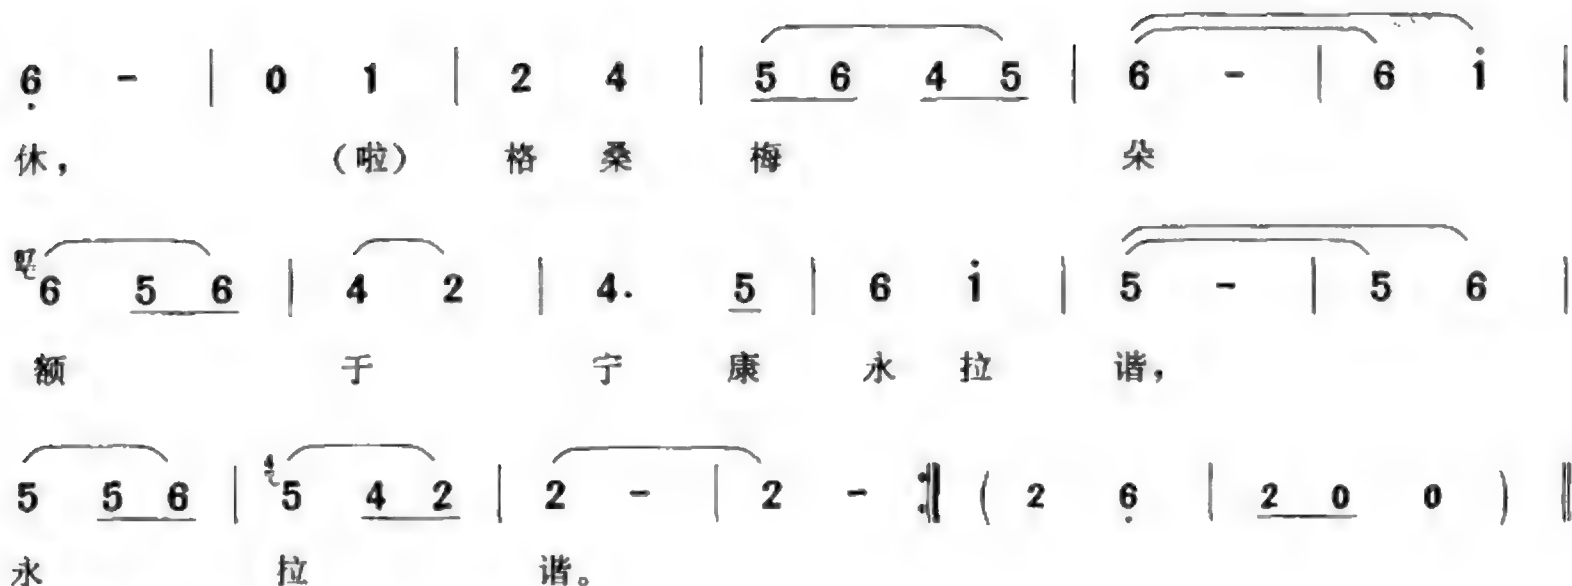 6̣ - | 0 1 | 2 4 | 5 6 4 5 | 6 - | 6 i̇ |
休， （啦） 格 桑 梅 朵
6 5 6 | 4 2 | 4. 5 | 6 i̇ | 5 - | 5 6 |
额 于 宁 康 永 拉 谐，
5 5 6 | 5 4 2 | 2 - | 2 - :‖ ( 2 6̣ | 2 0 0 ) ‖
永 拉 谐。